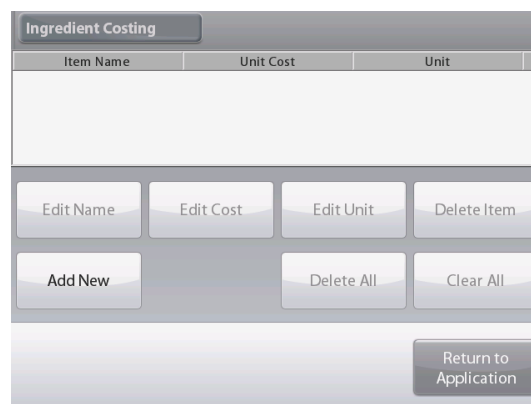 Ingredient Costing
Item Name Unit Cost Unit
Edit Name Edit Cost Edit Unit Delete Item
Add New Delete All Clear All
Return to
Application